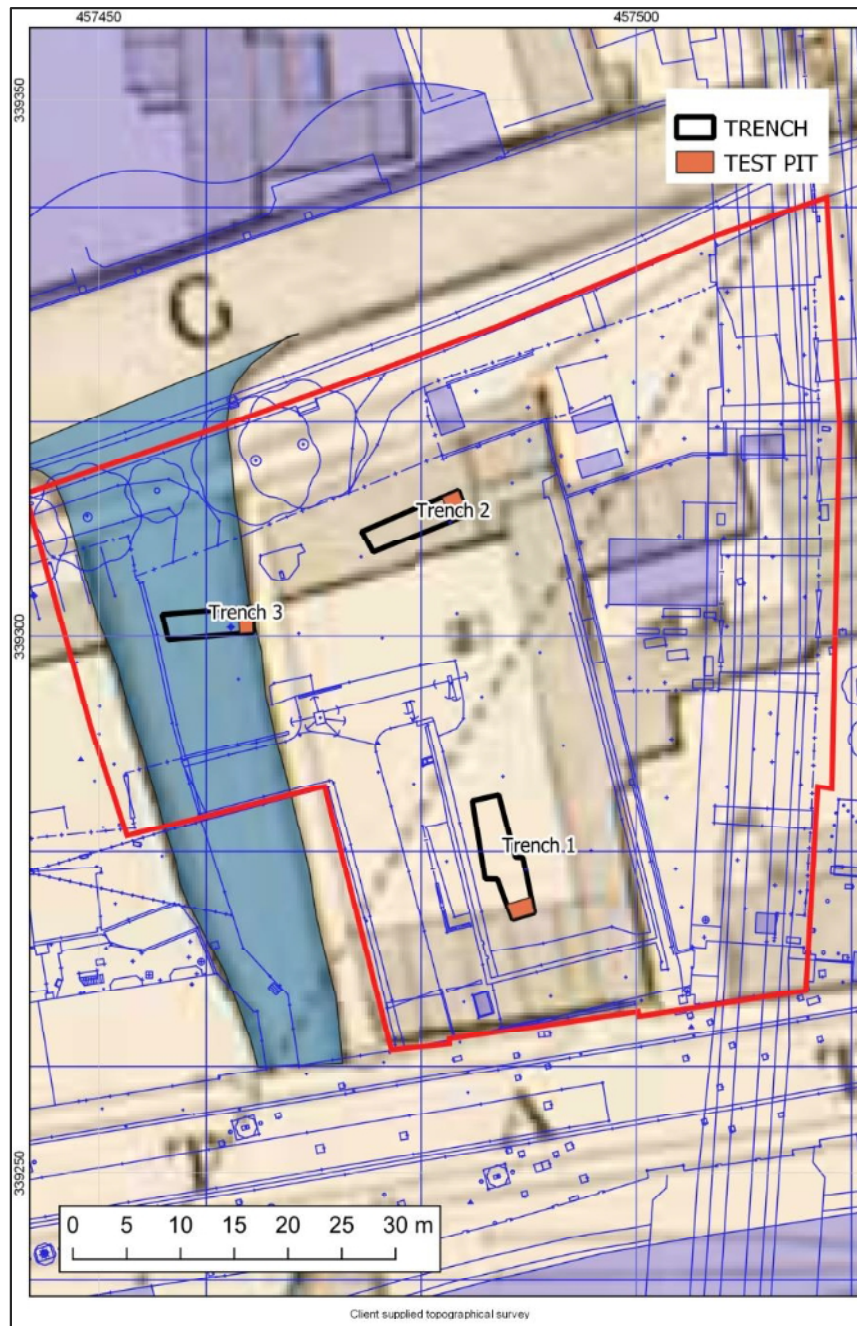 457450
457500
339350
TRENCH
TEST PIT
C
Trench 2
Trench 3
339300
Trench 1
339250
0 5 10 15 20 25 30 m
Client supplied topographical survey